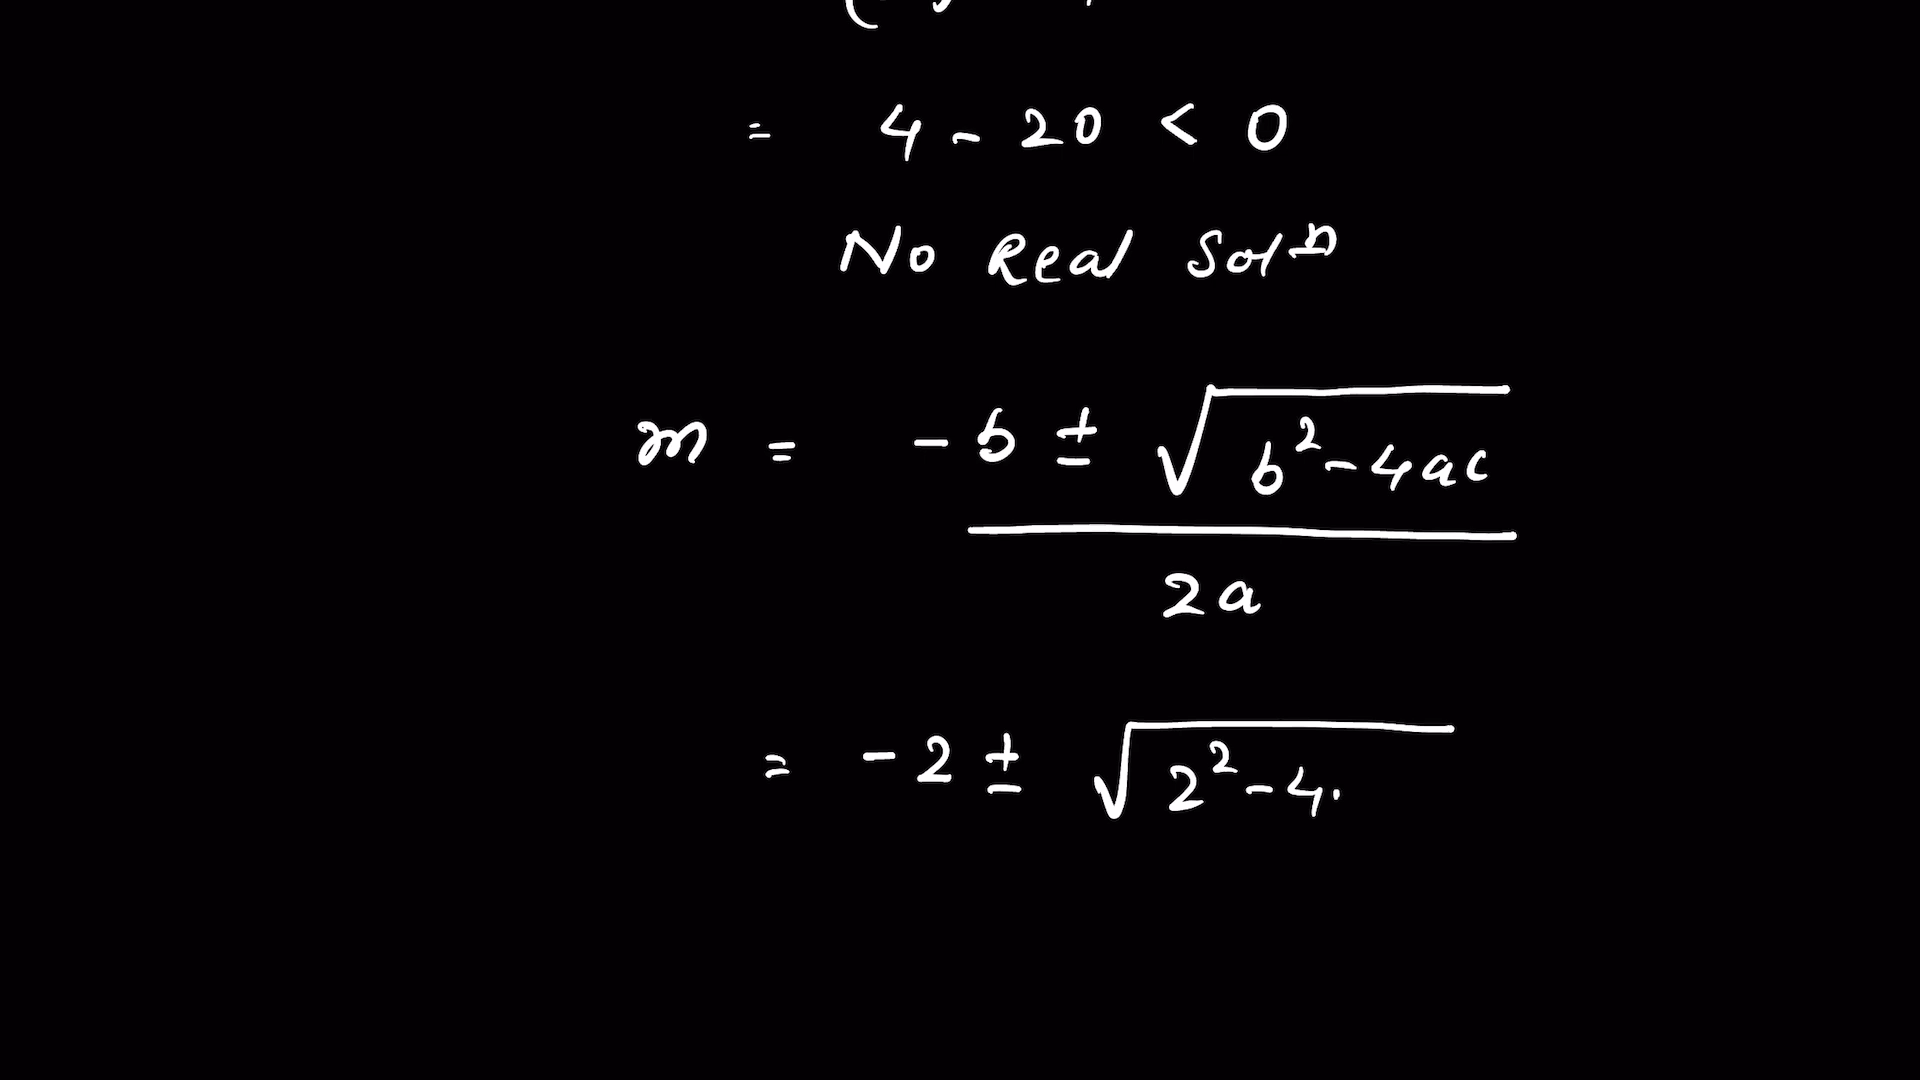 = 4 - 20 < 0
No Real Solⁿ
m = -b ± √(b² - 4ac)
2a
= -2 ± √(2² - 4.